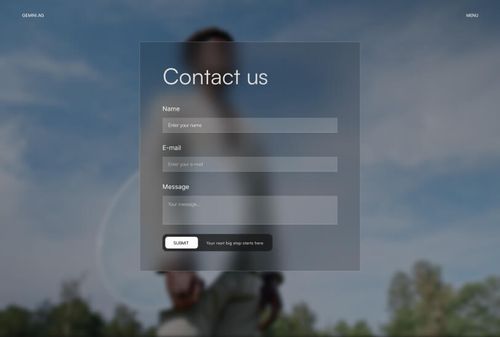 GEMINI AG
MENU
Contact us
Name
Enter your name
E-mail
Enter your e-mail
Message
Your message...
SUBMIT
Your next big step starts here